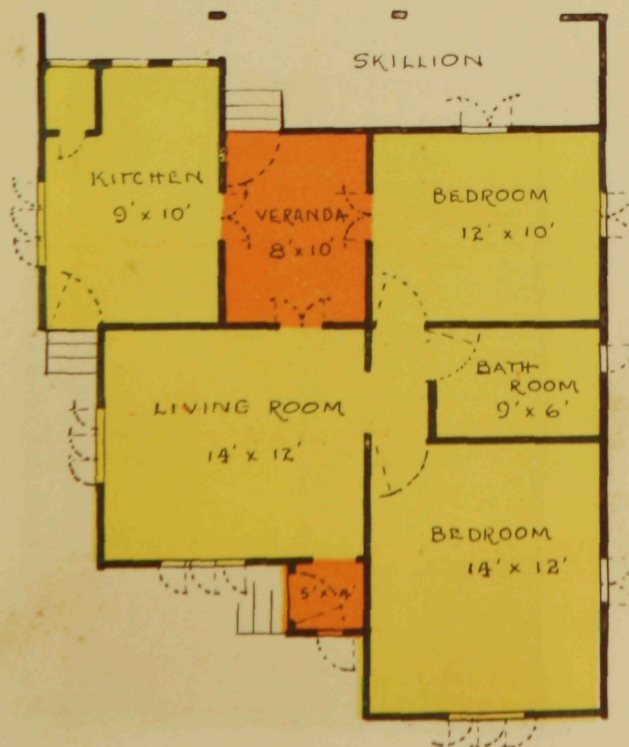 SKILLION
KITCHEN
9' x 10'
VERANDA
8' x 10'
BEDROOM
12' x 10'
BATH
ROOM
9' x 6'
LIVING ROOM
14' x 12'
BEDROOM
14' x 12'
5' x 4'